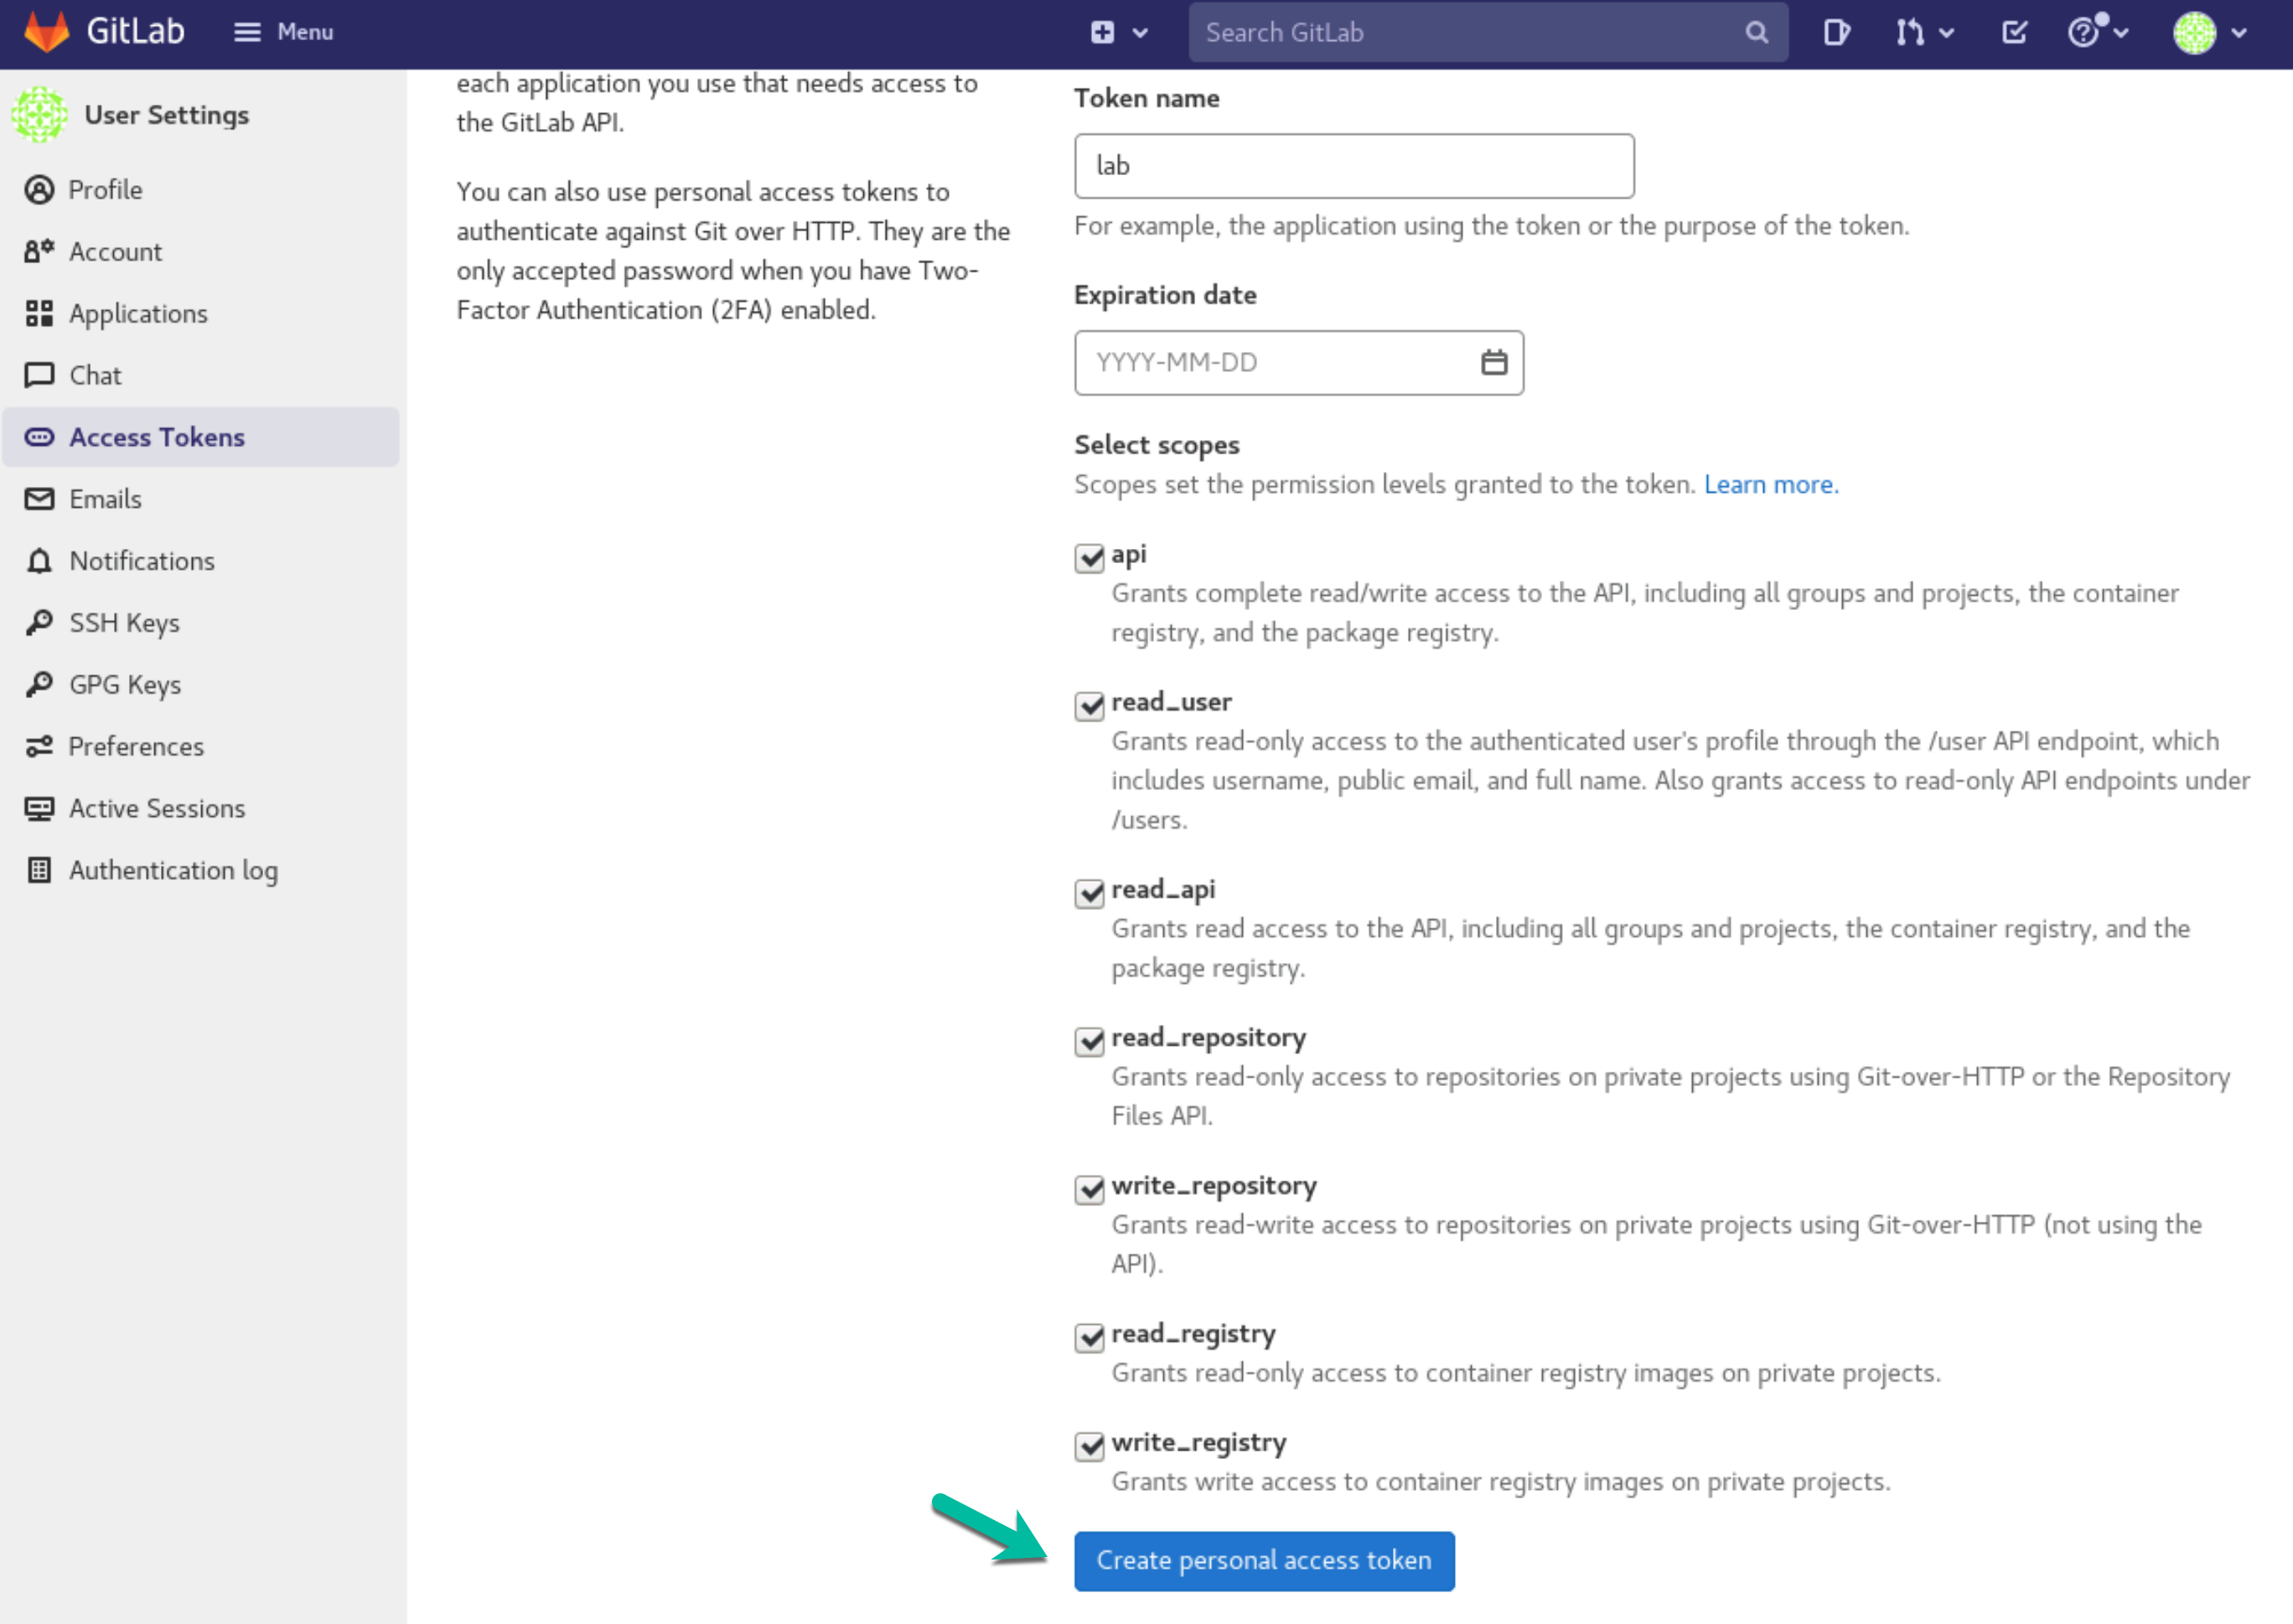 GitLab
Menu
Search GitLab
User Settings
Profile
Account
Applications
Chat
Access Tokens
Emails
Notifications
SSH Keys
GPG Keys
Preferences
Active Sessions
Authentication log
each application you use that needs access to
the GitLab API.
You can also use personal access tokens to
authenticate against Git over HTTP. They are the
only accepted password when you have Two-
Factor Authentication (2FA) enabled.
Token name
lab
For example, the application using the token or the purpose of the token.
Expiration date
YYYY-MM-DD
Select scopes
Scopes set the permission levels granted to the token. Learn more.
api
Grants complete read/write access to the API, including all groups and projects, the container
registry, and the package registry.
read_user
Grants read-only access to the authenticated user's profile through the /user API endpoint, which
includes username, public email, and full name. Also grants access to read-only API endpoints under
/users.
read_api
Grants read access to the API, including all groups and projects, the container registry, and the
package registry.
read_repository
Grants read-only access to repositories on private projects using Git-over-HTTP or the Repository
Files API.
write_repository
Grants read-write access to repositories on private projects using Git-over-HTTP (not using the
API).
read_registry
Grants read-only access to container registry images on private projects.
write_registry
Grants write access to container registry images on private projects.
Create personal access token